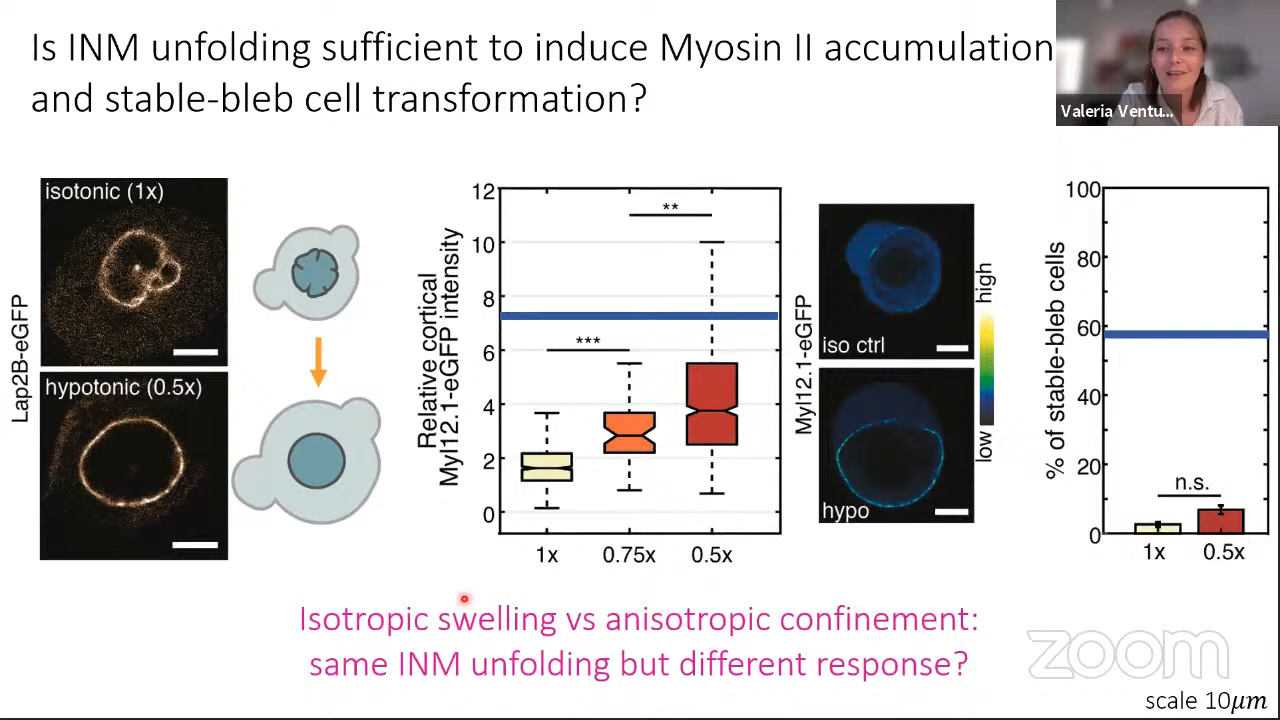 Is INM unfolding sufficient to induce Myosin II accumulation
and stable-bleb cell transformation?
Valeria Ventu...
isotonic (1x)
hypotonic (0.5x)
Lap2B-eGFP
Relative cortical
Myl12.1-eGFP intensity
12
10
8
6
4
2
0
***
**
1x
0.75x
0.5x
Myl12.1-eGFP
iso ctrl
hypo
high
low
% of stable-bleb cells
100
80
60
40
20
0
n.s.
1x
0.5x
Isotropic swelling vs anisotropic confinement:
same INM unfolding but different response?
zoom
scale 10𝜇𝑚